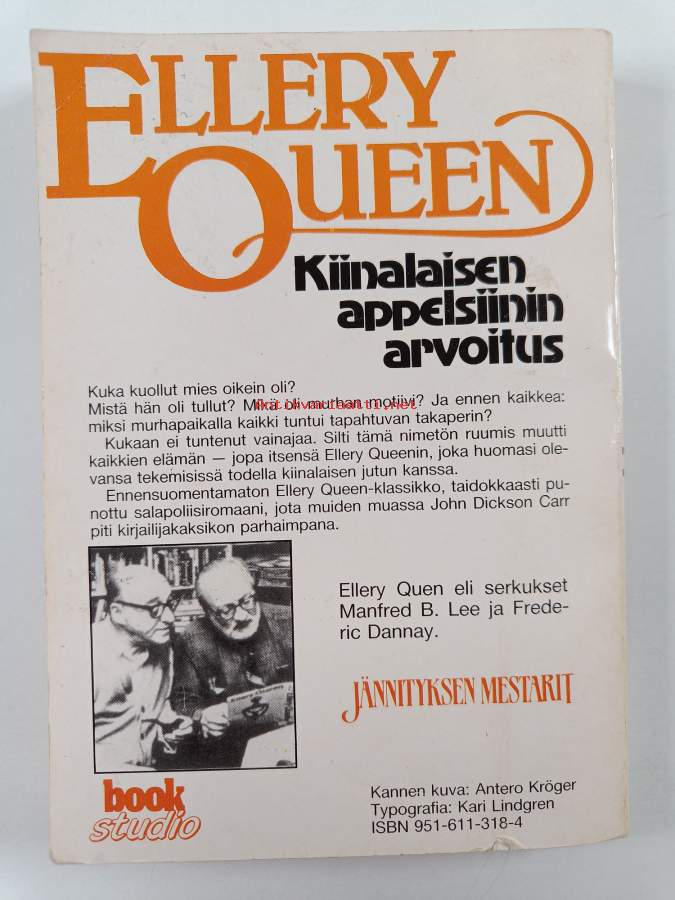 ELLERY
QUEEN
Kiinalaisen
appelsiinin
arvoitus
Kuka kuollut mies oikein oli?
Mistä hän oli tullut? Mikä oli murhan motiivi? Ja ennen kaikkea:
miksi murhapaikalla kaikki tuntui tapahtuvan takaperin?
Kukaan ei tuntenut vainajaa. Silti tämä nimetön ruumis muutti
kaikkien elämän — jopa itsensä Ellery Queenin, joka huomasi ole-
vansa tekemisissä todella kiinalaisen jutun kanssa.
Ennensuomentamaton Ellery Queen-klassikko, taidokkaasti pu-
nottu salapoliisiromaani, jota muiden muassa John Dickson Carr
piti kirjailijakaksikon parhaimpana.
Ellery Quen eli serkukset
Manfred B. Lee ja Frede-
ric Dannay.
JÄNNITYKSEN MESTARIT
book
studio
Kannen kuva: Antero Kröger
Typografia: Kari Lindgren
ISBN 951-611-318-4